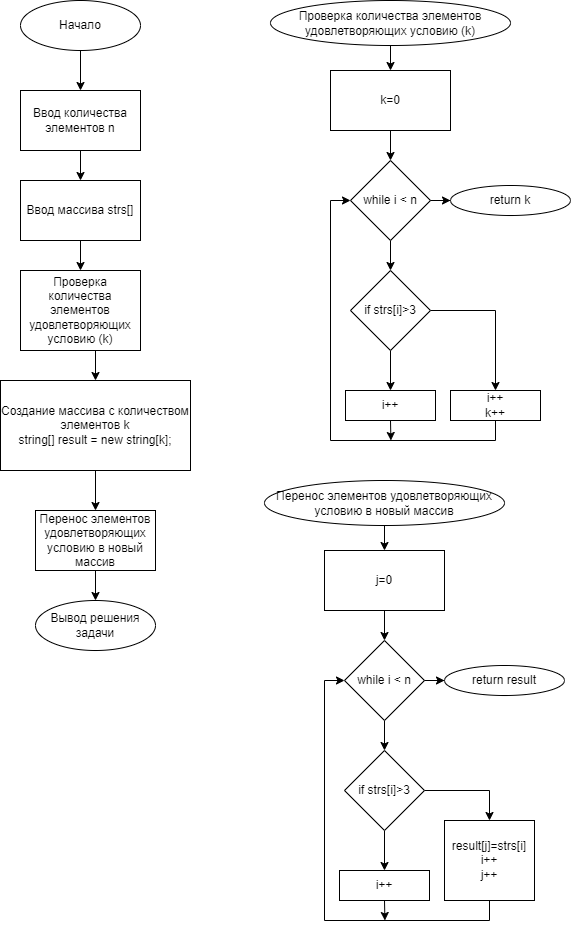 Начало
Ввод количества
элементов n
Ввод массива strs[]
Проверка
количества
элементов
удовлетворяющих
условию (k)
Создание массива с количеством
элементов k
string[] result = new string[k];
Перенос элементов
удовлетворяющих
условию в новый
массив
Вывод решения
задачи
Проверка количества элементов
удовлетворяющих условию (k)
k=0
while i < n
return k
if strs[i]>3
i++
i++
k++
Перенос элементов удовлетворяющих
условию в новый массив
j=0
while i < n
return result
if strs[i]>3
result[j]=strs[i]
i++
j++
i++